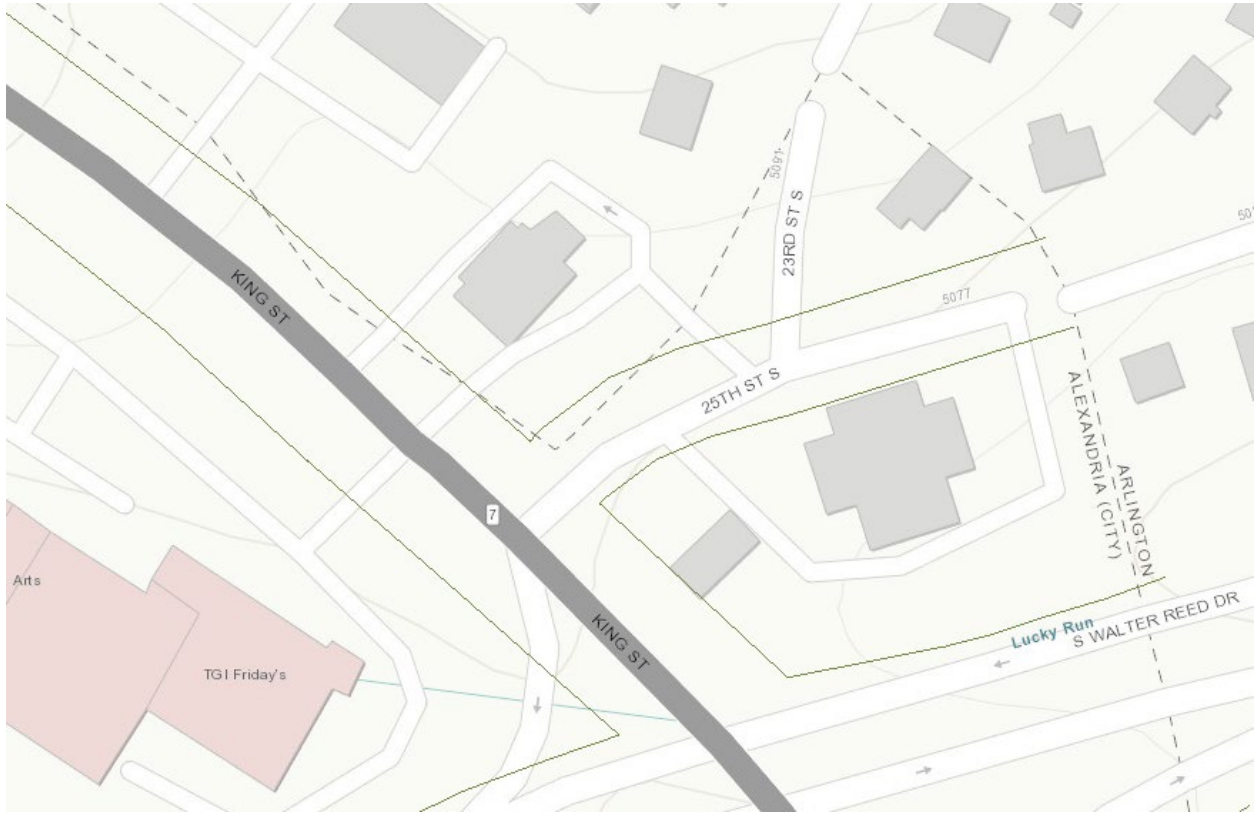 5091
23RD ST S
KING ST
5077
25TH ST S
ALEXANDRIA (CITY)
ARLINGTON
7
Arts
TGI Friday's
KING ST
Lucky Run
S WALTER REED DR